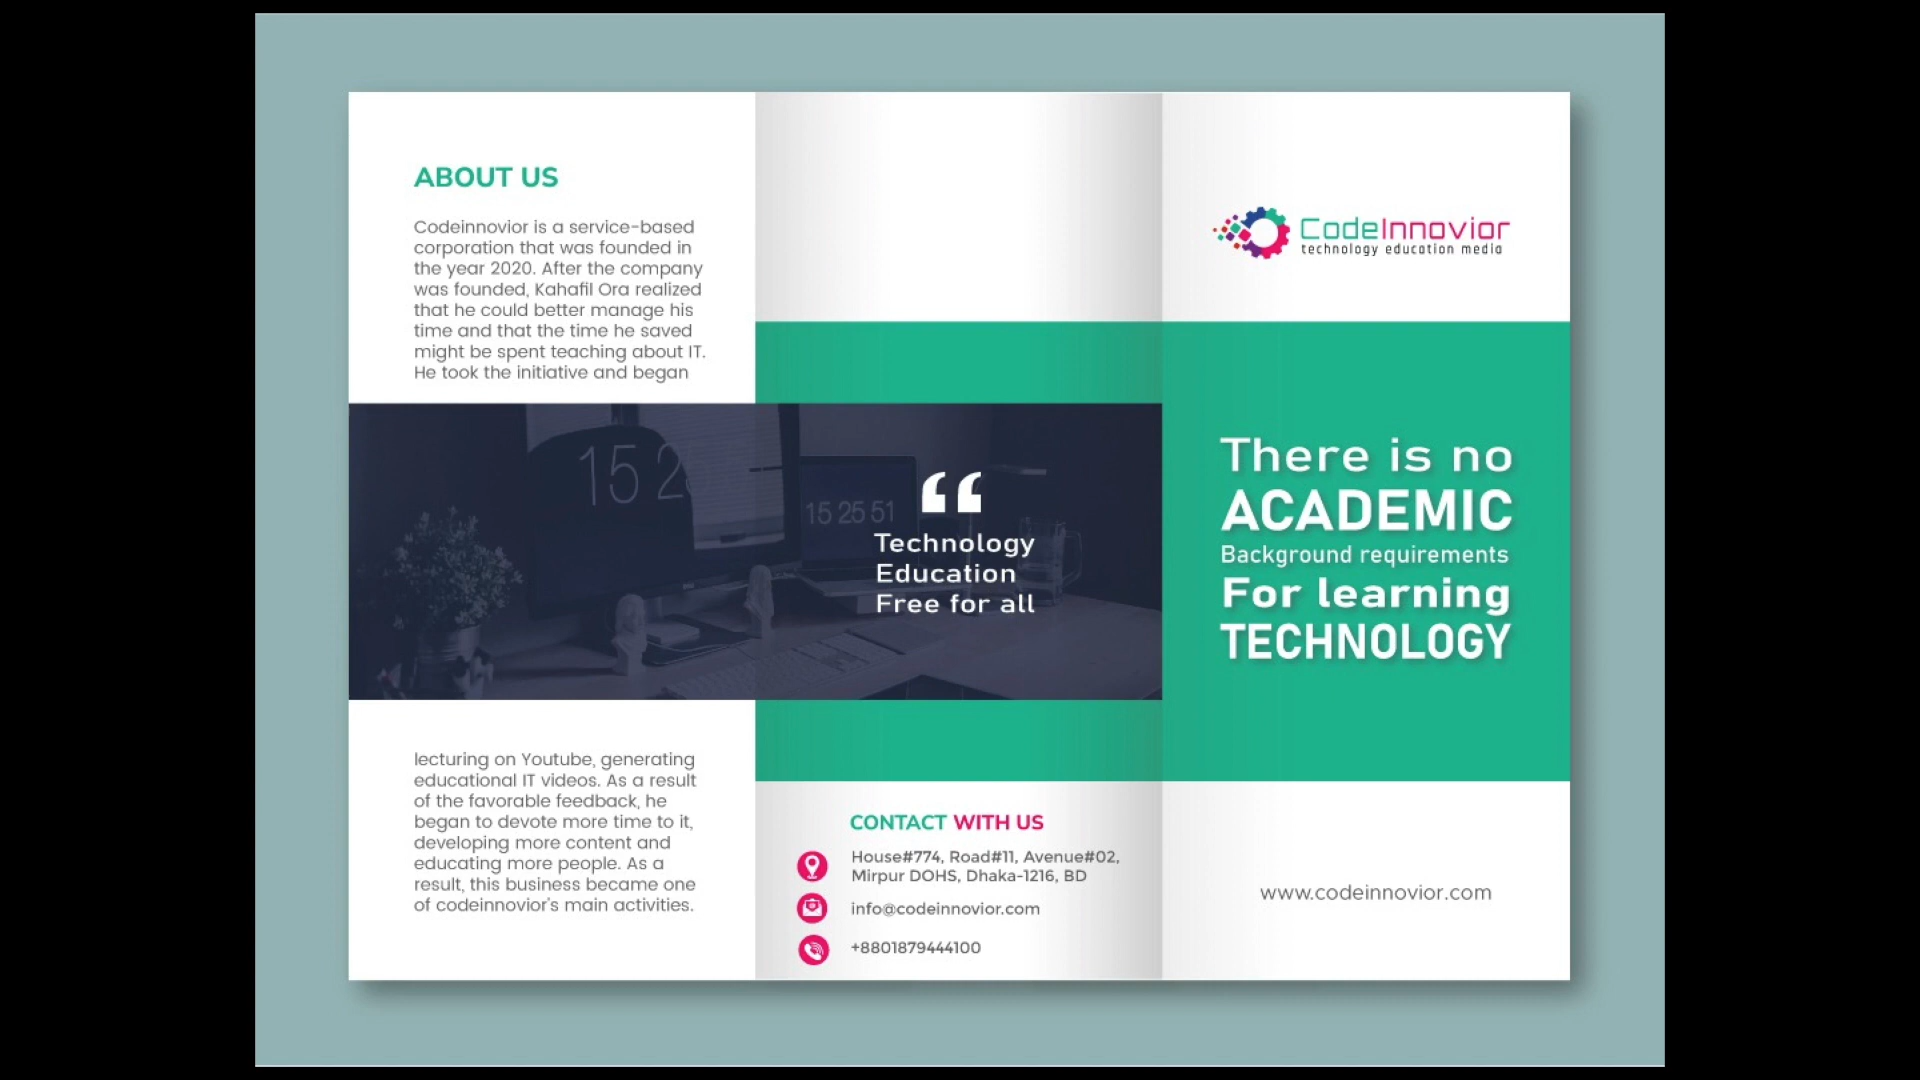 ABOUT US
Codeinnovior is a service-based
corporation that was founded in
the year 2020. After the company
was founded, Kahafil Ora realized
that he could better manage his
time and that the time he saved
might be spent teaching about IT.
He took the initiative and began
lecturing on Youtube, generating
educational IT videos. As a result
of the favorable feedback, he
began to devote more time to it,
developing more content and
educating more people. As a
result, this business became one
of codeinnovior's main activities.
15 2
15 25 51
“
Technology
Education
Free for all
CONTACT WITH US
House#774, Road#11, Avenue#02,
Mirpur DOHS, Dhaka-1216, BD
info@codeinnovior.com
+8801879444100
CodeInnovior
technology education media
There is no
ACADEMIC
Background requirements
For learning
TECHNOLOGY
www.codeinnovior.com